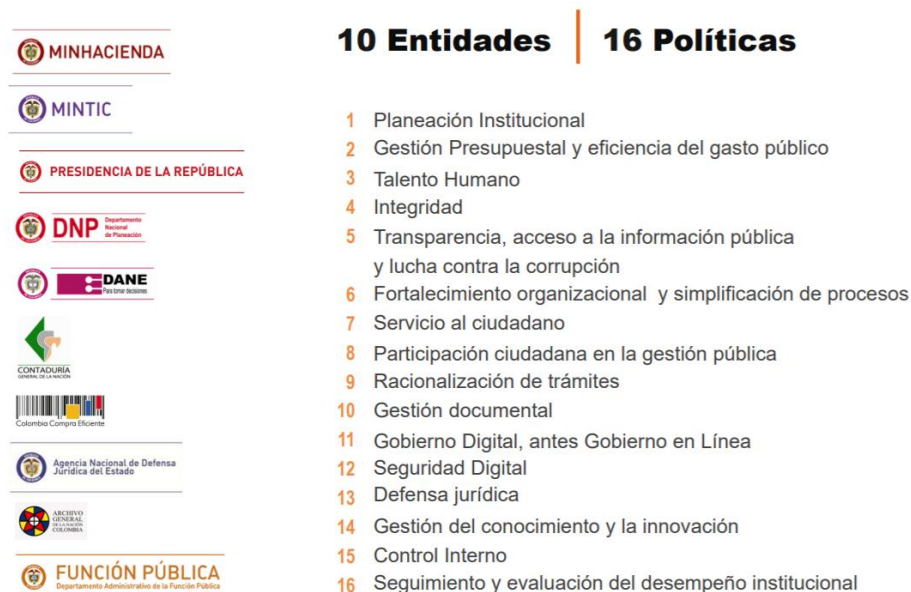 MINHACIENDA
MINTIC
PRESIDENCIA DE LA REPÚBLICA
DNP Departamento
Nacional
de Planeación
DANE
Para tomar decisiones
CONTADURÍA
GENERAL DE LA NACIÓN
Colombia Compra Eficiente
Agencia Nacional de Defensa
Jurídica del Estado
ARCHIVO
GENERAL
DE LA NACIÓN
COLOMBIA
FUNCIÓN PÚBLICA
Departamento Administrativo de la Función Pública
10 Entidades
16 Políticas
1 Planeación Institucional
2 Gestión Presupuestal y eficiencia del gasto público
3 Talento Humano
4 Integridad
5 Transparencia, acceso a la información pública
y lucha contra la corrupción
6 Fortalecimiento organizacional y simplificación de procesos
7 Servicio al ciudadano
8 Participación ciudadana en la gestión pública
9 Racionalización de trámites
10 Gestión documental
11 Gobierno Digital, antes Gobierno en Línea
12 Seguridad Digital
13 Defensa jurídica
14 Gestión del conocimiento y la innovación
15 Control Interno
16 Seguimiento y evaluación del desempeño institucional